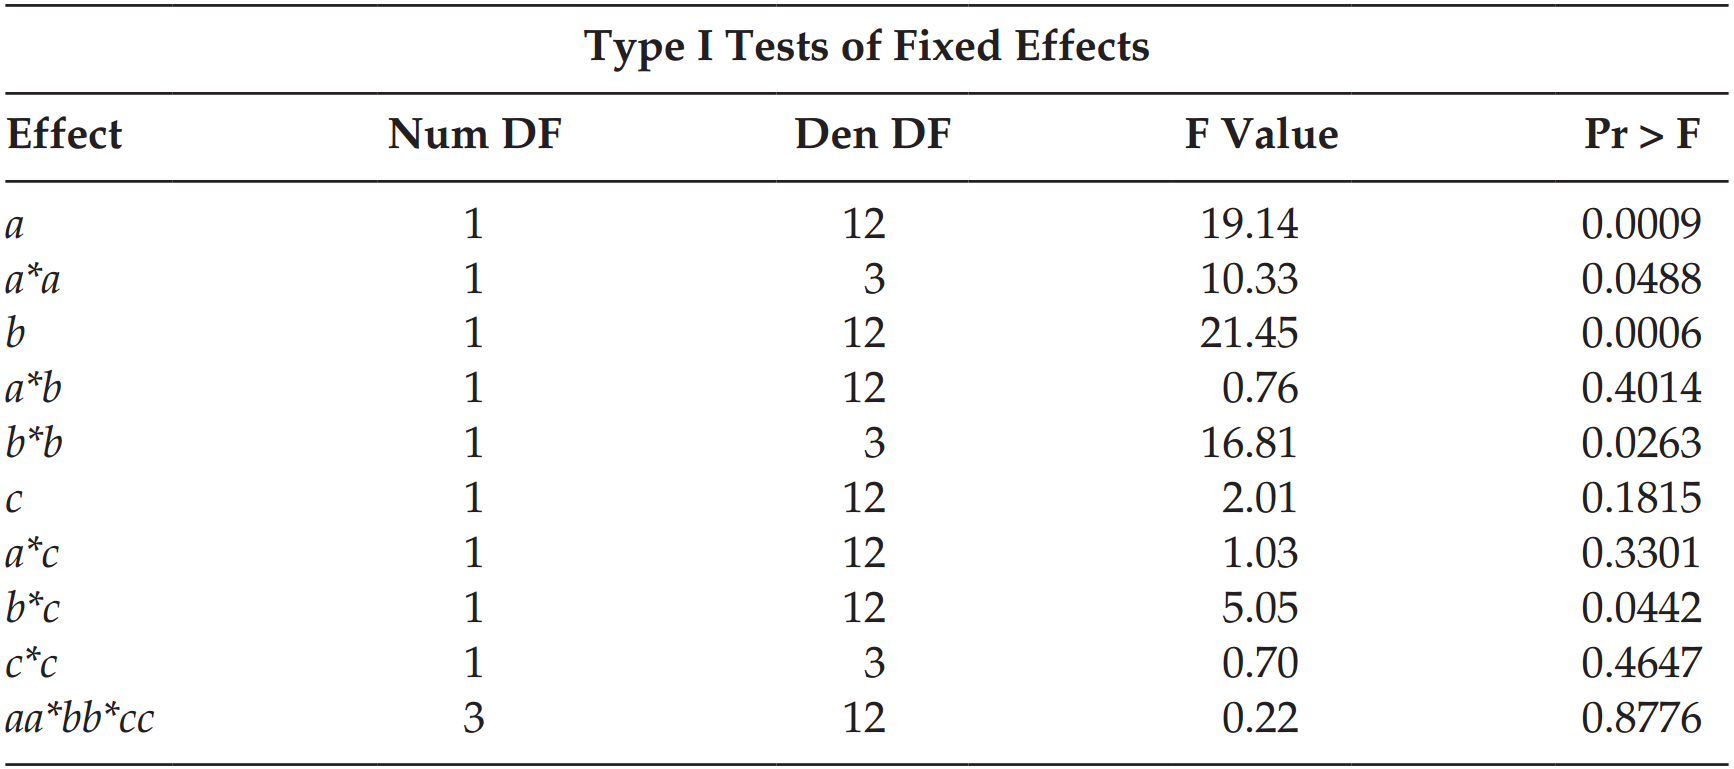 Type I Tests of Fixed Effects
Effect Num DF Den DF F Value Pr > F
a 1 12 19.14 0.0009
a*a 1 3 10.33 0.0488
b 1 12 21.45 0.0006
a*b 1 12 0.76 0.4014
b*b 1 3 16.81 0.0263
c 1 12 2.01 0.1815
a*c 1 12 1.03 0.3301
b*c 1 12 5.05 0.0442
c*c 1 3 0.70 0.4647
aa*bb*cc 3 12 0.22 0.8776